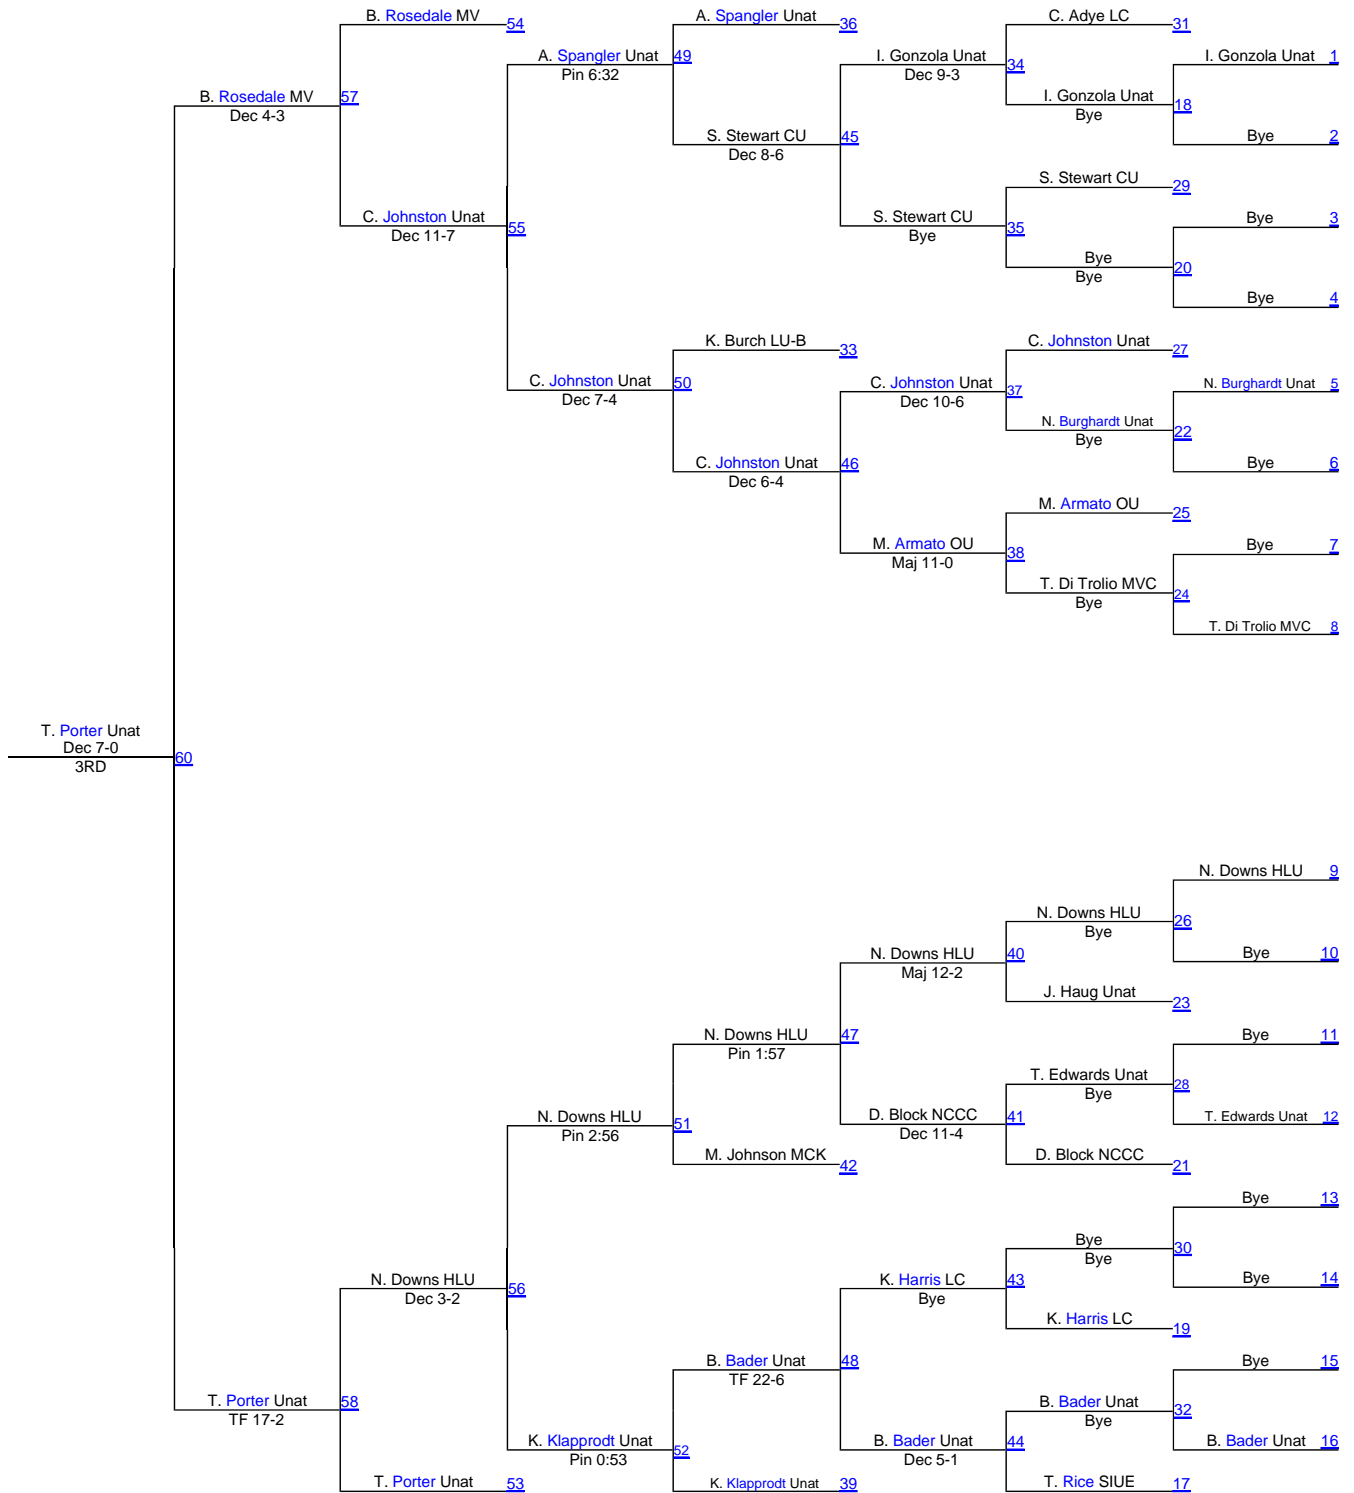 B. Rosedale MV
54
A. Spangler Unat
36
C. Adye LC
31
A. Spangler Unat
Pin 6:32
49
I. Gonzola Unat
Dec 9-3
34
I. Gonzola Unat
1
B. Rosedale MV
Dec 4-3
57
I. Gonzola Unat
Bye
18
S. Stewart CU
Dec 8-6
45
Bye
2
S. Stewart CU
29
C. Johnston Unat
Dec 11-7
55
S. Stewart CU
Bye
35
Bye
3
Bye
Bye
20
Bye
4
K. Burch LU-B
33
C. Johnston Unat
27
C. Johnston Unat
Dec 7-4
50
C. Johnston Unat
Dec 10-6
37
N. Burghardt Unat
5
N. Burghardt Unat
Bye
22
C. Johnston Unat
Dec 6-4
46
Bye
6
M. Armato OU
25
M. Armato OU
Maj 11-0
38
Bye
7
T. Di Trolio MVC
Bye
24
T. Di Trolio MVC
8
T. Porter Unat
Dec 7-0
3RD
60
N. Downs HLU
9
N. Downs HLU
Bye
26
N. Downs HLU
Maj 12-2
40
Bye
10
J. Haug Unat
23
N. Downs HLU
Pin 1:57
47
Bye
11
T. Edwards Unat
Bye
28
N. Downs HLU
Pin 2:56
51
D. Block NCCC
Dec 11-4
41
T. Edwards Unat
12
M. Johnson MCK
42
D. Block NCCC
21
Bye
13
Bye
Bye
30
N. Downs HLU
Dec 3-2
56
K. Harris LC
Bye
43
Bye
14
K. Harris LC
19
B. Bader Unat
TF 22-6
48
Bye
15
T. Porter Unat
TF 17-2
58
B. Bader Unat
Bye
32
K. Klapprodt Unat
Pin 0:53
52
B. Bader Unat
Dec 5-1
44
B. Bader Unat
16
T. Porter Unat
53
K. Klapprodt Unat
39
T. Rice SIUE
17